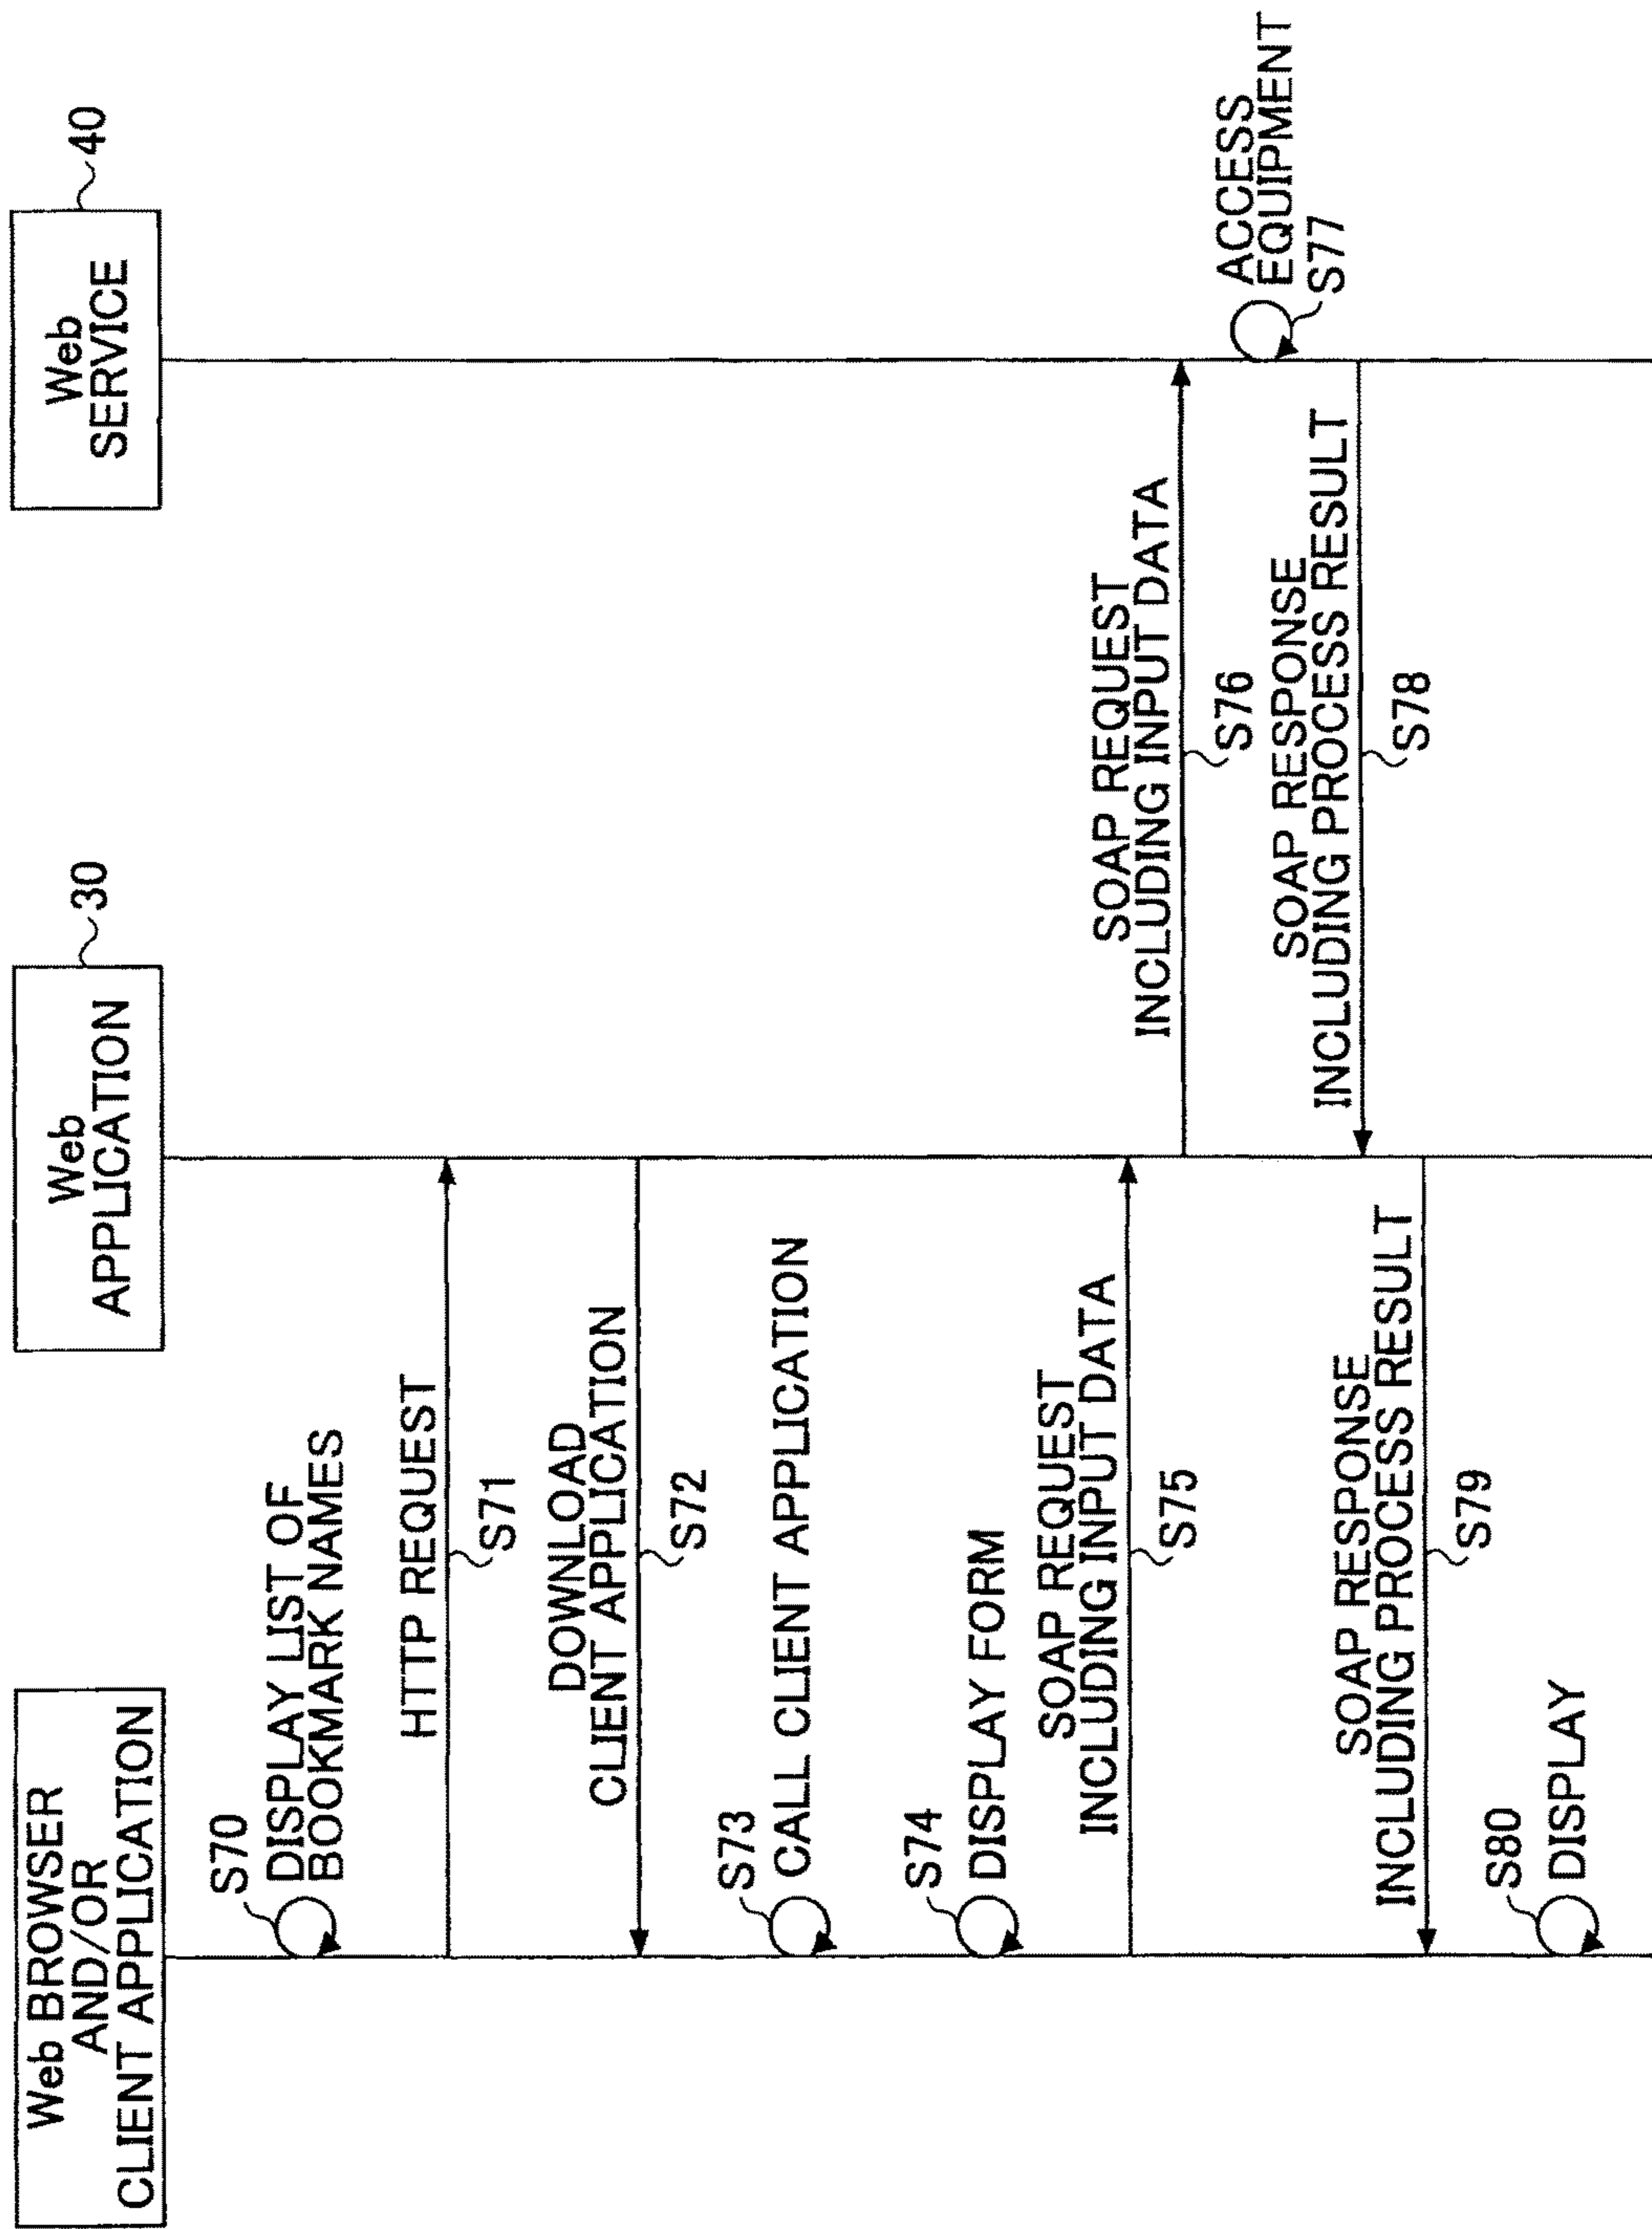 Web BROWSER
AND/OR
CLIENT APPLICATION
Web
APPLICATION
30
Web
SERVICE
40
S70
DISPLAY LIST OF
BOOKMARK NAMES
HTTP REQUEST
S71
DOWNLOAD
CLIENT APPLICATION
S72
S73
CALL CLIENT APPLICATION
S74
DISPLAY FORM
SOAP REQUEST
INCLUDING INPUT DATA
S75
SOAP REQUEST
INCLUDING INPUT DATA
S76
ACCESS
EQUIPMENT
S77
SOAP RESPONSE
INCLUDING PROCESS RESULT
S78
SOAP RESPONSE
INCLUDING PROCESS RESULT
S79
S80
DISPLAY